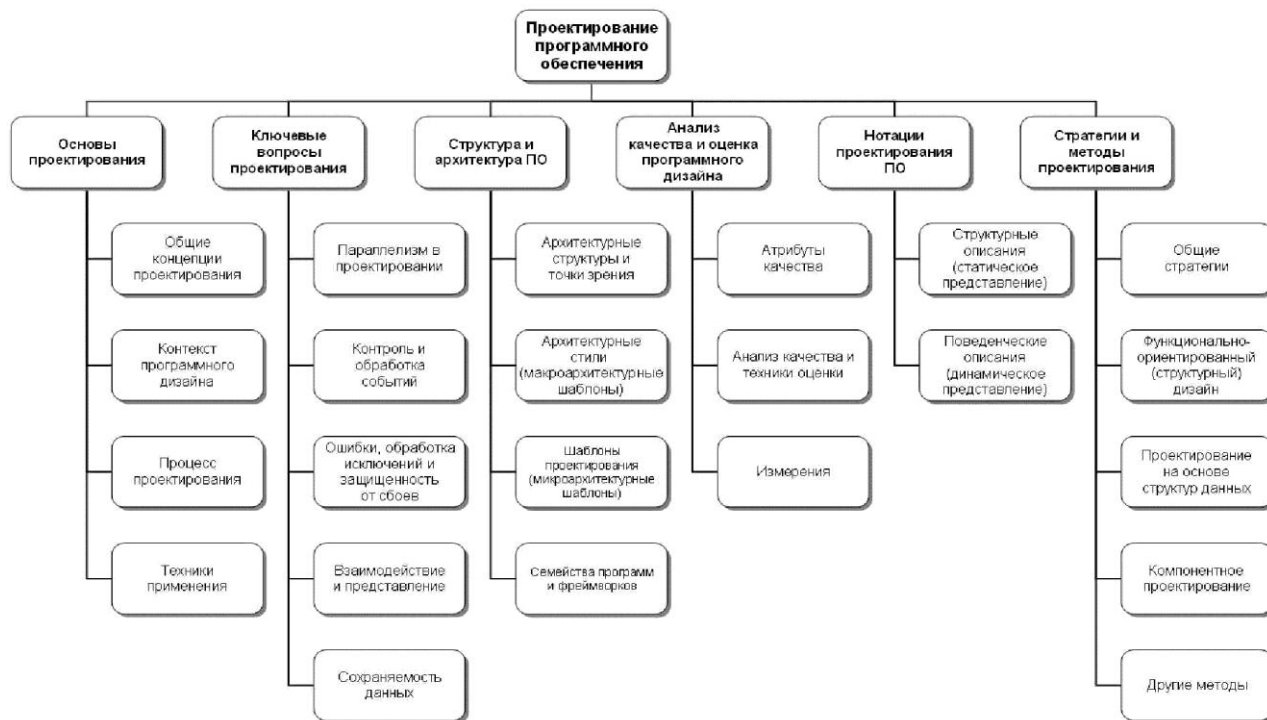 Проектирование
программного
обеспечения
Основы
проектирования
Ключевые
вопросы
проектирования
Структура и
архитектура ПО
Анализ
качества и оценка
программного
дизайна
Нотации
проектирования
ПО
Стратегии и
методы
проектирования
Общие
концепции
проектирования
Контекст
программного
дизайна
Процесс
проектирования
Техники
применения
Параллелизм в
проектировании
Контроль и
обработка
событий
Ошибки, обработка
исключений и
защищенность
от сбоев
Взаимодействие
и представление
Сохраняемость
данных
Архитектурные
структуры и
точки зрения
Архитектурные
стили
(макроархитектурные
шаблоны)
Шаблоны
проектирования
(микроархитектурные
шаблоны)
Семейства программ
и фреймворков
Атрибуты
качества
Анализ качества и
техники оценки
Измерения
Структурные
описания
(статическое
представление)
Поведенческие
описания
(динамическое
представление)
Общие
стратегии
Функционально-
ориентированный
(структурный)
дизайн
Проектирование
на основе
структур данных
Компонентное
проектирование
Другие методы